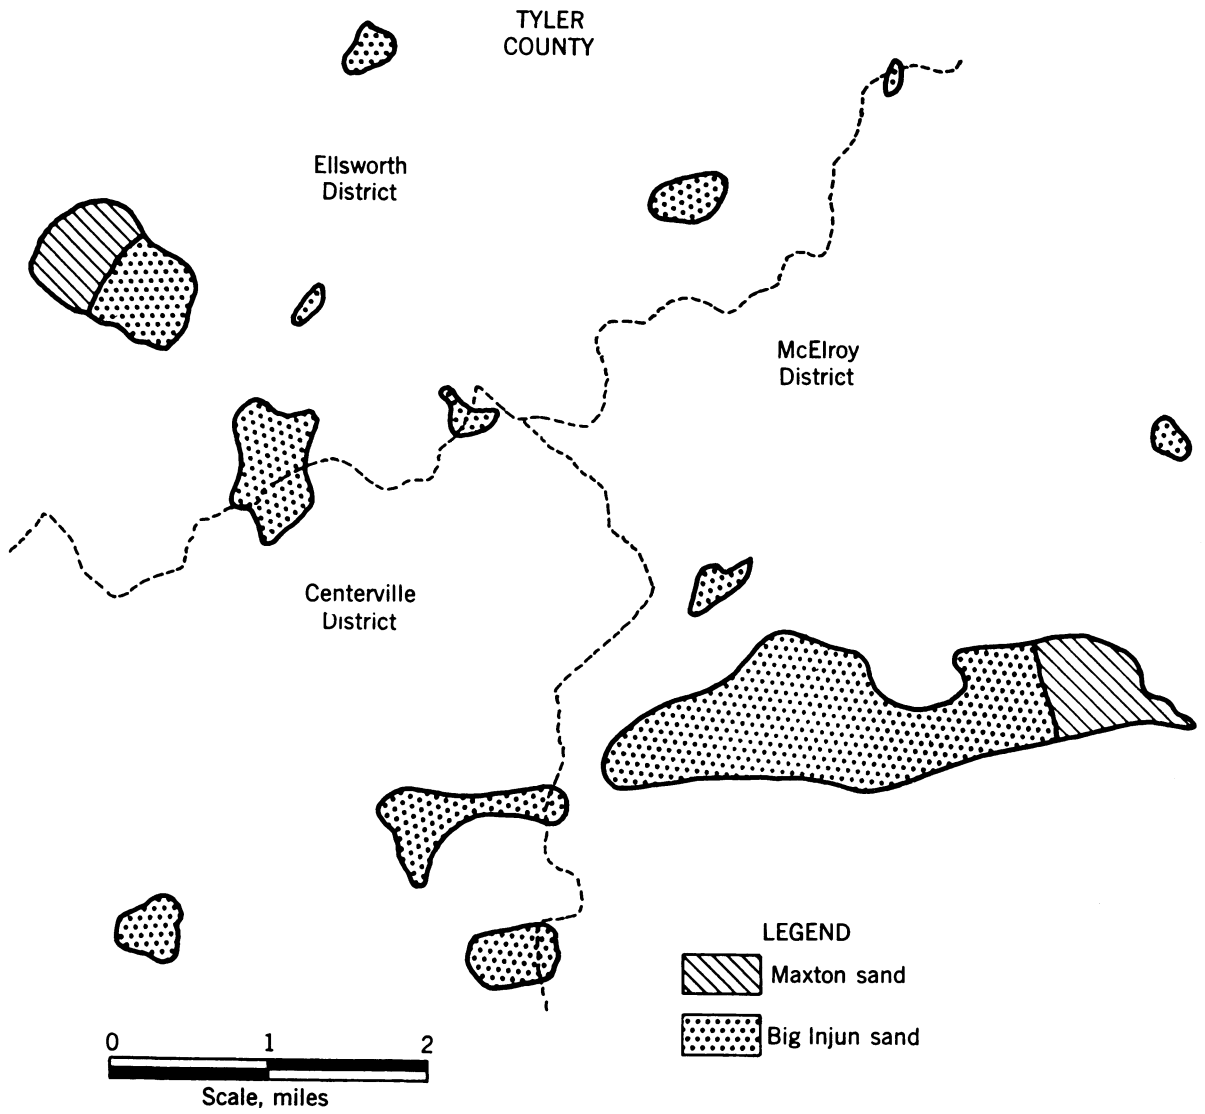 TYLER
COUNTY
Ellsworth
District
McElroy
District
Centerville
District
LEGEND
Maxton sand
Big Injun sand
0 1 2
Scale, miles